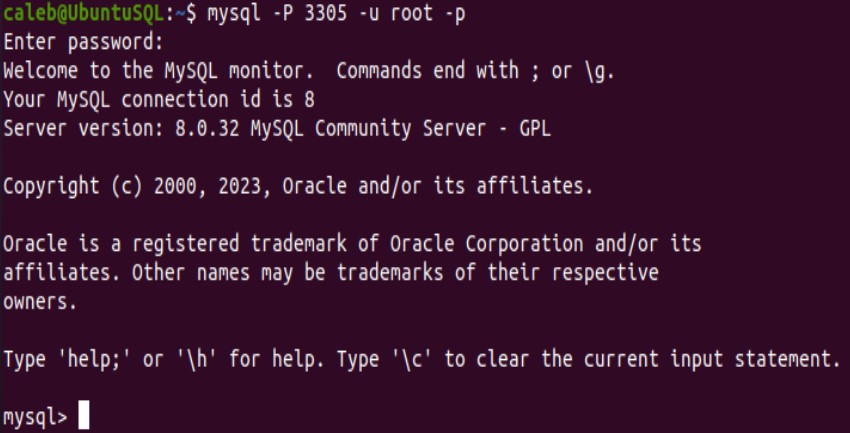 caleb@UbuntuSQL:~$ mysql -P 3305 -u root -p
Enter password:
Welcome to the MySQL monitor.  Commands end with ; or \g.
Your MySQL connection id is 8
Server version: 8.0.32 MySQL Community Server - GPL

Copyright (c) 2000, 2023, Oracle and/or its affiliates.

Oracle is a registered trademark of Oracle Corporation and/or its
affiliates. Other names may be trademarks of their respective
owners.

Type 'help;' or '\h' for help. Type '\c' to clear the current input statement.

mysql>